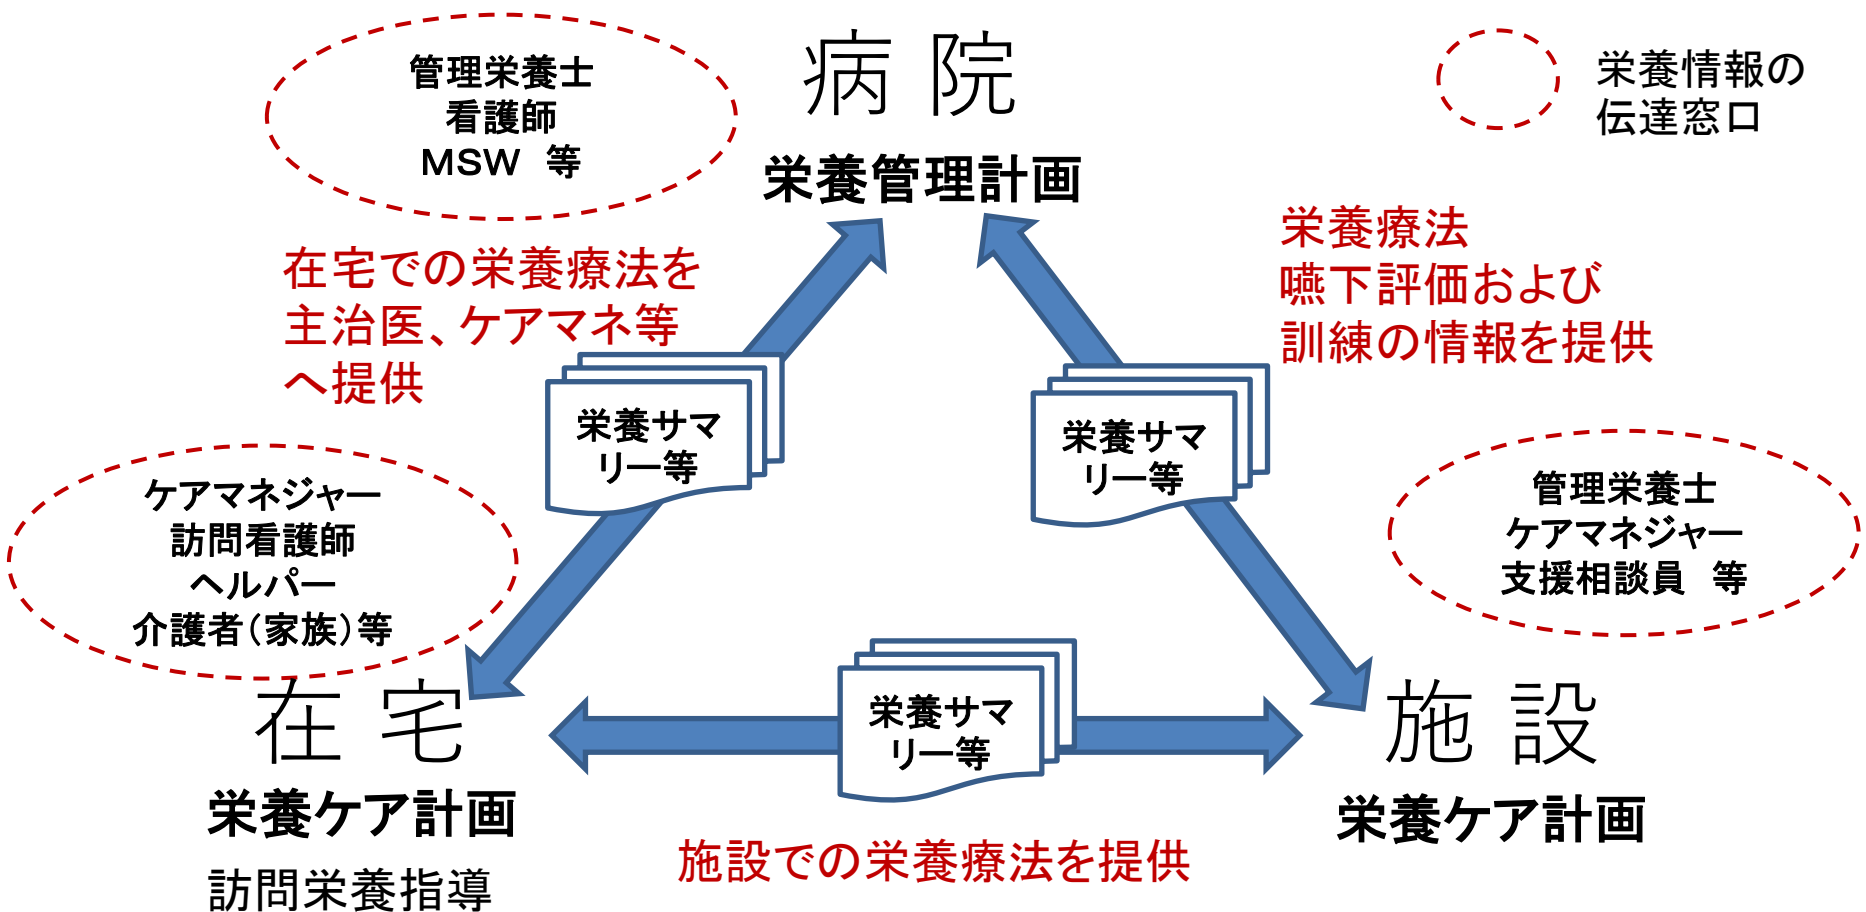 管理栄養士
看護師
MSW　等
病 院
栄養管理計画
栄養情報の
伝達窓口
在宅での栄養療法を
主治医、ケアマネ等
へ提供
栄養療法
嚥下評価および
訓練の情報を提供
栄養サマ
リー等
栄養サマ
リー等
ケアマネジャー
訪問看護師
ヘルパー
介護者（家族）等
管理栄養士
ケアマネジャー
支援相談員　等
在 宅
栄養ケア計画
訪問栄養指導
栄養サマ
リー等
施設での栄養療法を提供
施 設
栄養ケア計画